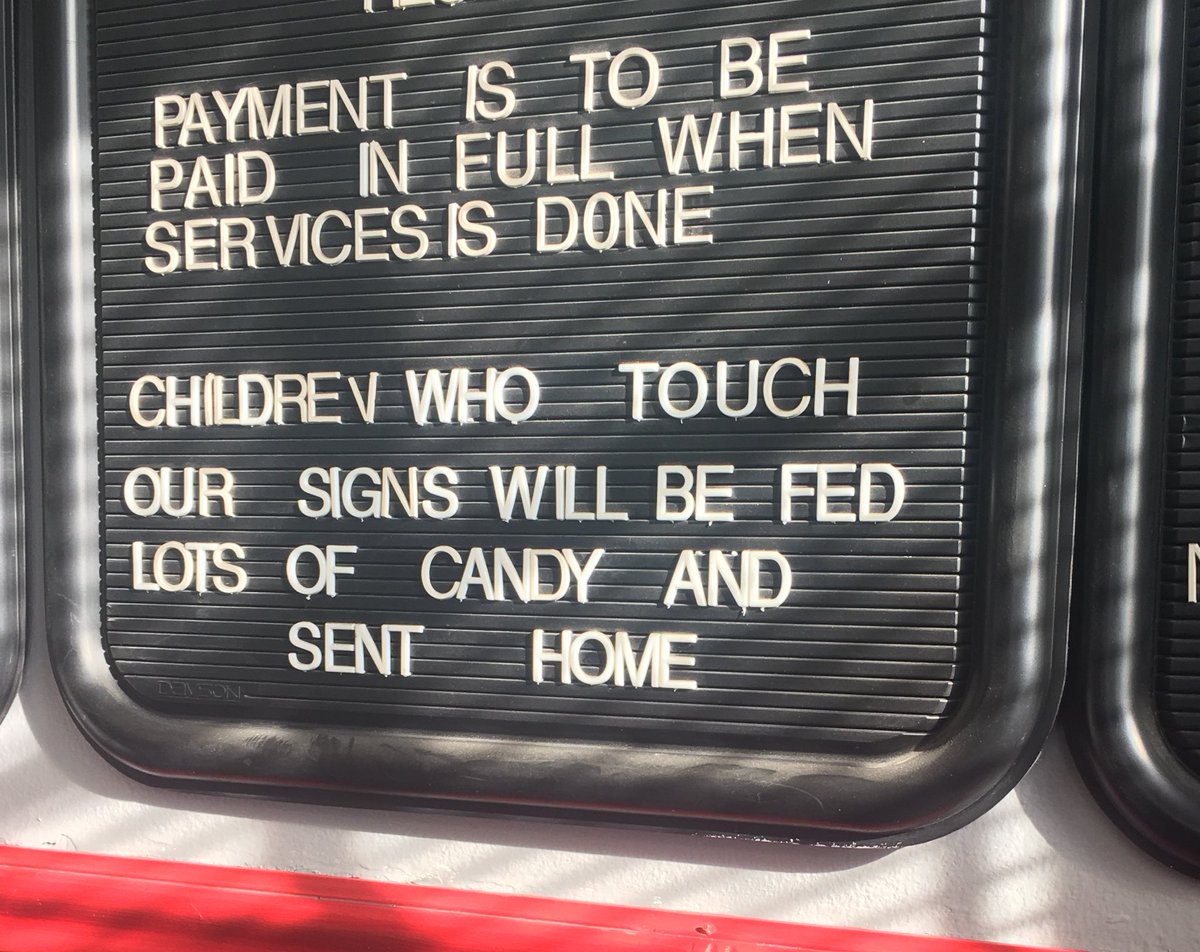 PAYMENT IS TO BE
PAID IN FULL WHEN
SERVICES IS DONE
CHILDREV WHO TOUCH
OUR SIGNS WILL BE FED
LOTS OF CANDY AND
SENT HOME